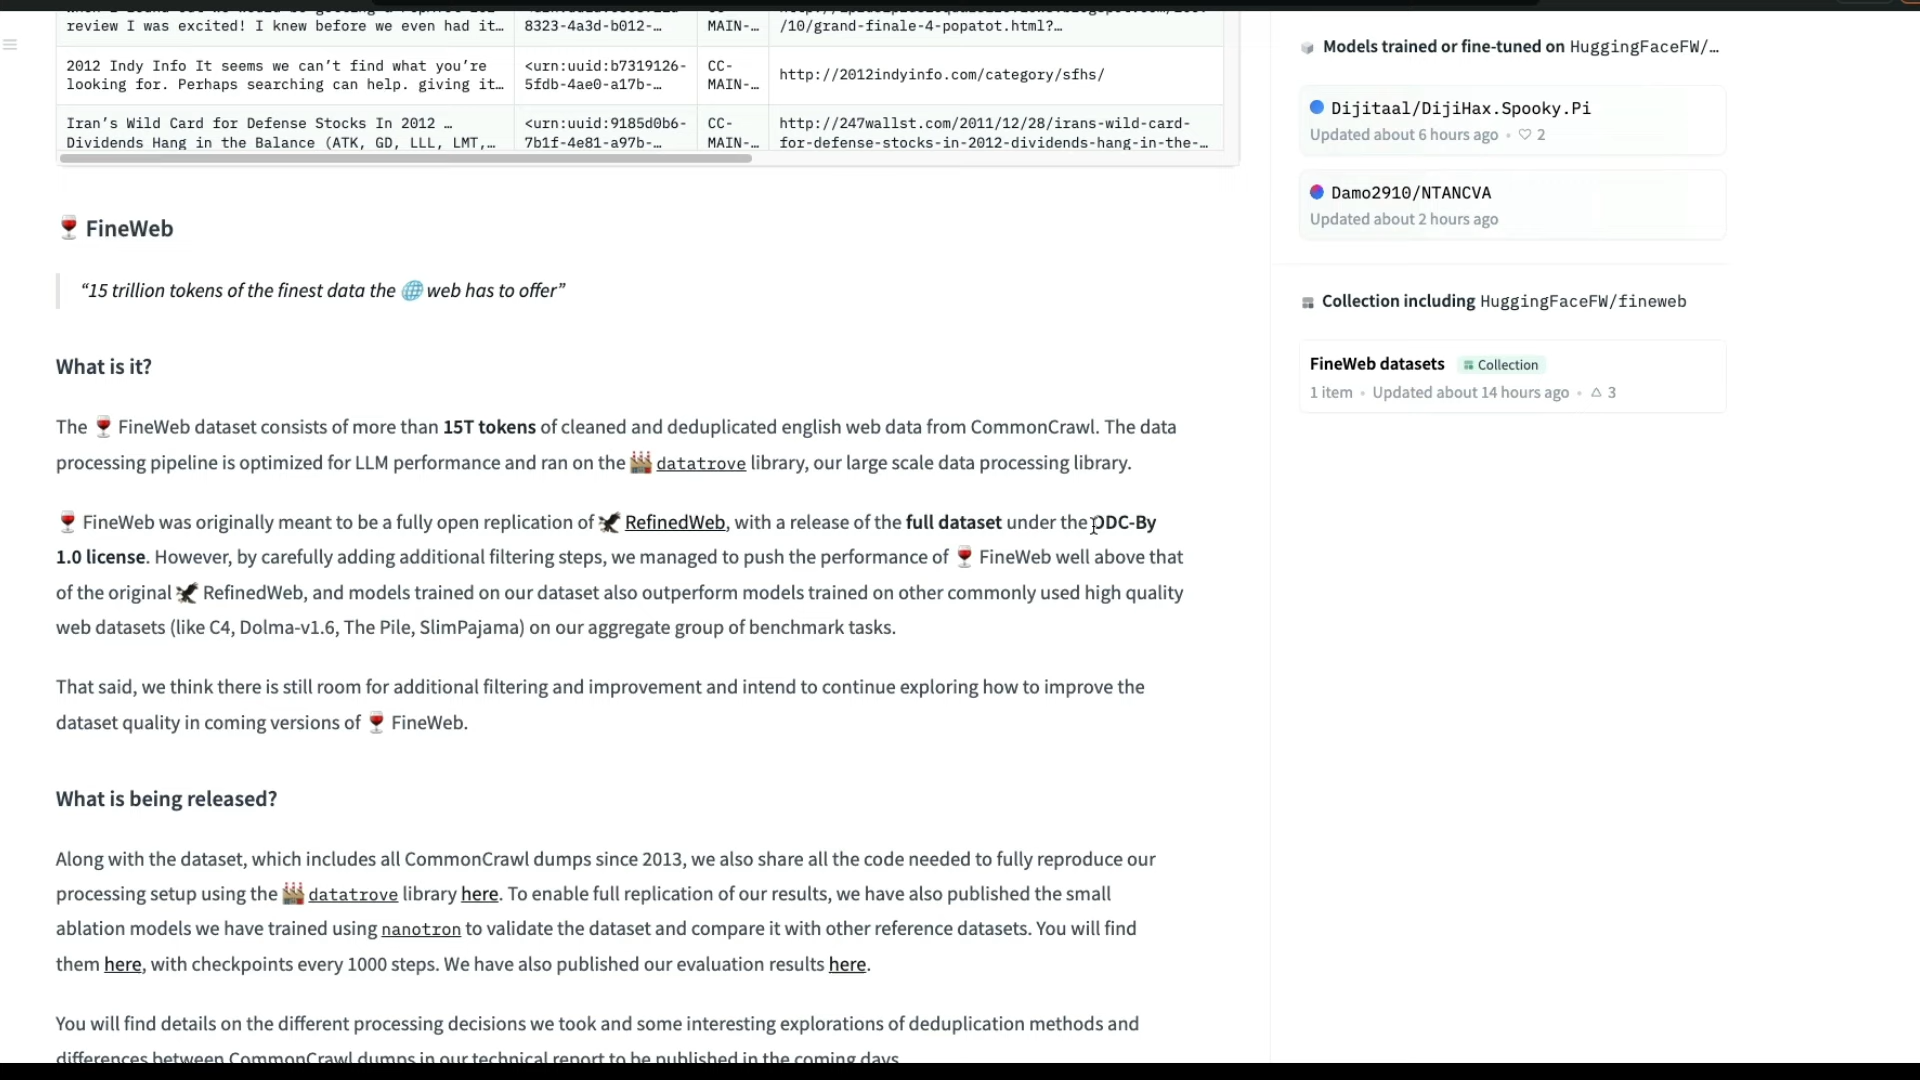 review I was excited! I knew before we even had it…
8323-4a3d-b012-…
MAIN-…
/10/grand-finale-4-popatot.html?…
2012 Indy Info It seems we can’t find what you’re
looking for. Perhaps searching can help. giving it…
<urn:uuid:b7319126-
5fdb-4ae0-a17b-…
CC-
MAIN-…
http://2012indyinfo.com/category/sfhs/
Iran’s Wild Card for Defense Stocks In 2012 …
Dividends Hang in the Balance (ATK, GD, LLL, LMT,…
<urn:uuid:9185d0b6-
7b1f-4e81-a97b-…
CC-
MAIN-…
http://247wallst.com/2011/12/28/irans-wild-card-
for-defense-stocks-in-2012-dividends-hang-in-the-…
🍷 FineWeb
“15 trillion tokens of the finest data the 🌐 web has to offer”
What is it?
The 🍷 FineWeb dataset consists of more than 15T tokens of cleaned and deduplicated english web data from CommonCrawl. The data
processing pipeline is optimized for LLM performance and ran on the 🏭 datatrove library, our large scale data processing library.
🍷 FineWeb was originally meant to be a fully open replication of 🦅 RefinedWeb, with a release of the full dataset under the ODC-By
1.0 license. However, by carefully adding additional filtering steps, we managed to push the performance of 🍷 FineWeb well above that
of the original 🦅 RefinedWeb, and models trained on our dataset also outperform models trained on other commonly used high quality
web datasets (like C4, Dolma-v1.6, The Pile, SlimPajama) on our aggregate group of benchmark tasks.
That said, we think there is still room for additional filtering and improvement and intend to continue exploring how to improve the
dataset quality in coming versions of 🍷 FineWeb.
What is being released?
Along with the dataset, which includes all CommonCrawl dumps since 2013, we also share all the code needed to fully reproduce our
processing setup using the 🏭 datatrove library here. To enable full replication of our results, we have also published the small
ablation models we have trained using nanotron to validate the dataset and compare it with other reference datasets. You will find
them here, with checkpoints every 1000 steps. We have also published our evaluation results here.
You will find details on the different processing decisions we took and some interesting explorations of deduplication methods and
differences between CommonCrawl dumps in our technical report to be published in the coming days.
Models trained or fine-tuned on HuggingFaceFW/…
Dijitaal/DijiHax.Spooky.Pi
Updated about 6 hours ago • ♡ 2
Damo2910/NTANCVA
Updated about 2 hours ago
Collection including HuggingFaceFW/fineweb
FineWeb datasets Collection
1 item • Updated about 14 hours ago • △ 3